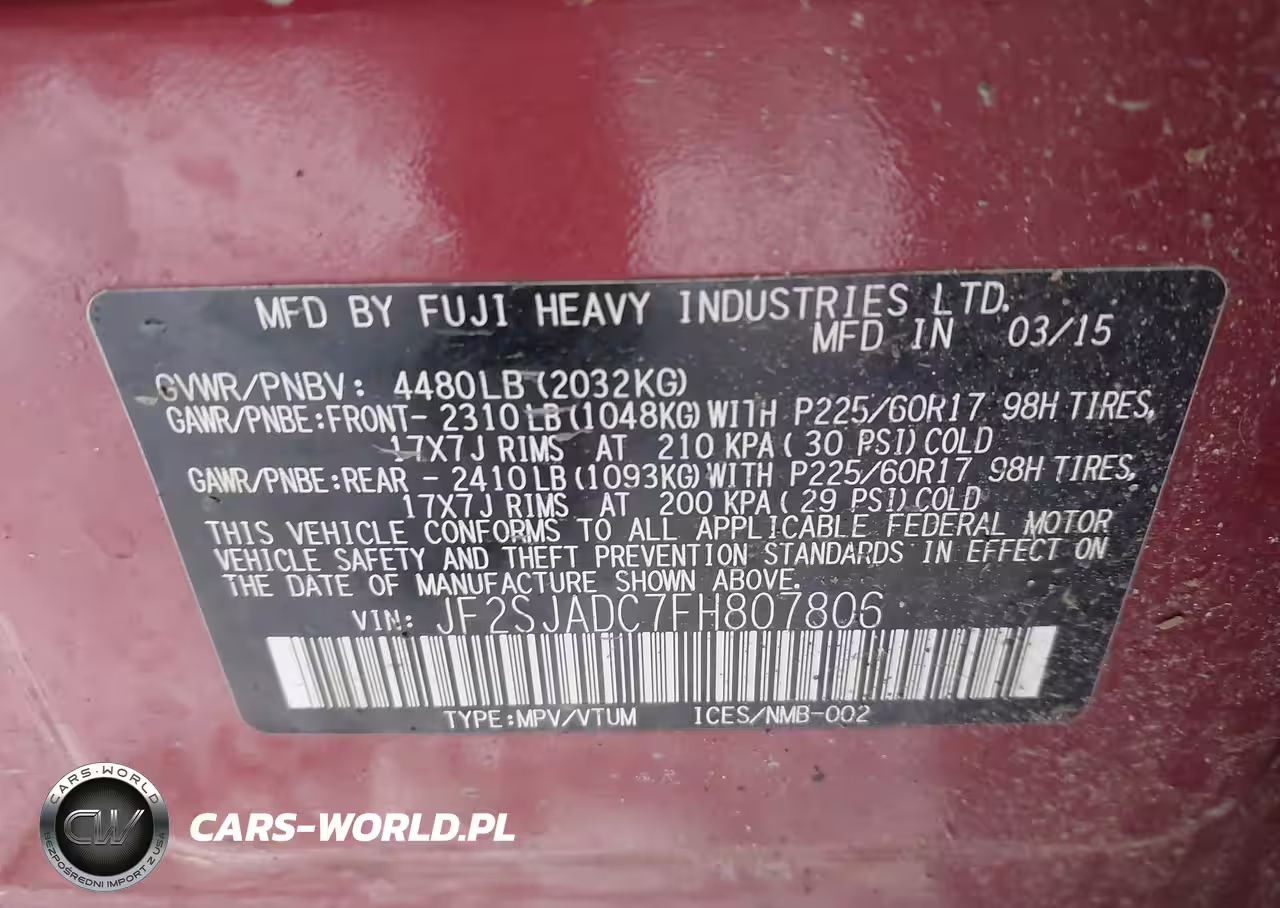 MFD BY FUJI HEAVY INDUSTRIES LTD.
MFD IN 03/15
GVWR/PNBV: 4480LB(2032KG)
GAWR/PNBE:FRONT- 2310LB(1048KG)WITH P225/60R17 98H TIRES,
17X7J RIMS AT 210 KPA(30 PSI)COLD
GAWR/PNBE:REAR - 2410LB(1093KG)WITH P225/60R17 98H TIRES,
17X7J RIMS AT 200 KPA(29 PSI)COLD
THIS VEHICLE CONFORMS TO ALL APPLICABLE FEDERAL MOTOR
VEHICLE SAFETY AND THEFT PREVENTION STANDARDS IN EFFECT ON
THE DATE OF MANUFACTURE SHOWN ABOVE.
VIN: JF2SJADC7FH807806
TYPE:MPV/VTUM ICES/NMB-002
CARS-WORLD
CW
BEZPOŚREDNI IMPORT Z USA
CARS-WORLD.PL